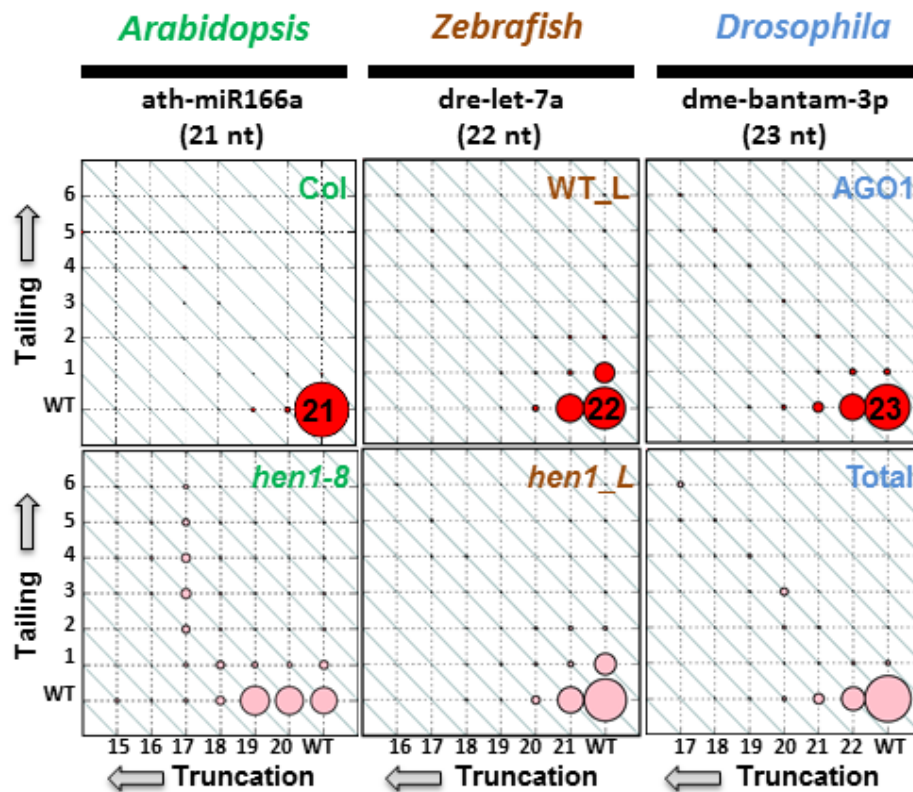 Arabidopsis Zebrafish Drosophila
ath-miR166a dre-let-7a dme-bantam-3p
(21 nt) (22 nt) (23 nt)
Col WT_L AGO1
6
5
4
3
2
1
WT
Tailing
21 22 23
hen1-8 hen1_L Total
6
5
4
3
2
1
WT
Tailing
15 16 17 18 19 20 WT 16 17 18 19 20 21 WT 17 18 19 20 21 22 WT
Truncation Truncation Truncation